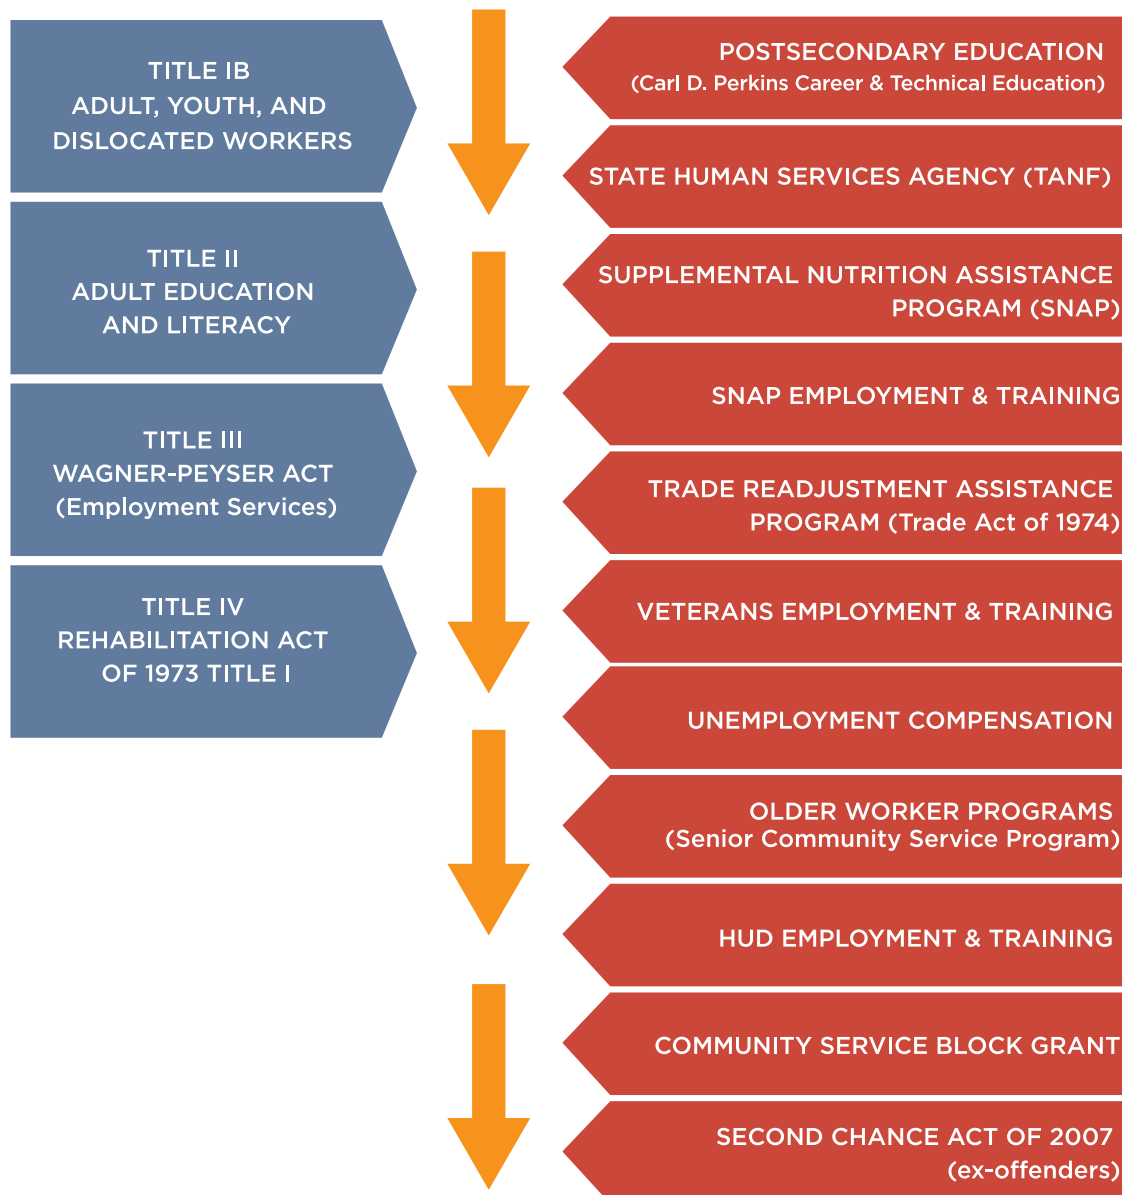 TITLE IB
ADULT, YOUTH, AND
DISLOCATED WORKERS
TITLE II
ADULT EDUCATION
AND LITERACY
TITLE III
WAGNER-PEYSER ACT
(Employment Services)
TITLE IV
REHABILITATION ACT
OF 1973 TITLE I
POSTSECONDARY EDUCATION
(Carl D. Perkins Career & Technical Education)
STATE HUMAN SERVICES AGENCY (TANF)
SUPPLEMENTAL NUTRITION ASSISTANCE
PROGRAM (SNAP)
SNAP EMPLOYMENT & TRAINING
TRADE READJUSTMENT ASSISTANCE
PROGRAM (Trade Act of 1974)
VETERANS EMPLOYMENT & TRAINING
UNEMPLOYMENT COMPENSATION
OLDER WORKER PROGRAMS
(Senior Community Service Program)
HUD EMPLOYMENT & TRAINING
COMMUNITY SERVICE BLOCK GRANT
SECOND CHANCE ACT OF 2007
(ex-offenders)